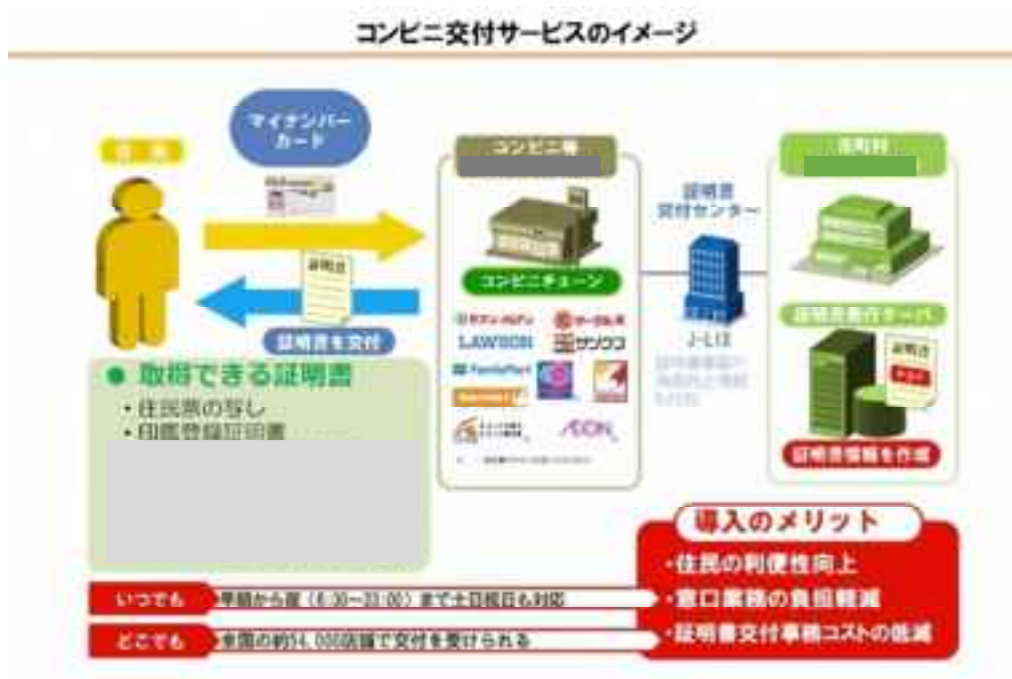 コンビニ交付サービスのイメージ
マイナンバー
カード
住民
コンビニ等
市町村
証明書
交付センター
証明書
証明書を交付
コンビニチェーン
LAWSON
サンクス
FamilyMart
AEON
J-LIS
証明書
証明書情報を作成
● 取得できる証明書
・住民票の写し
・印鑑登録証明書
導入のメリット
・住民の利便性向上
・窓口業務の負担軽減
・証明書交付事務コストの低減
いつでも
早朝から夜(6:30~23:00)まで土日祝日も対応
どこでも
全国の約54,000店舗で交付を受けられる